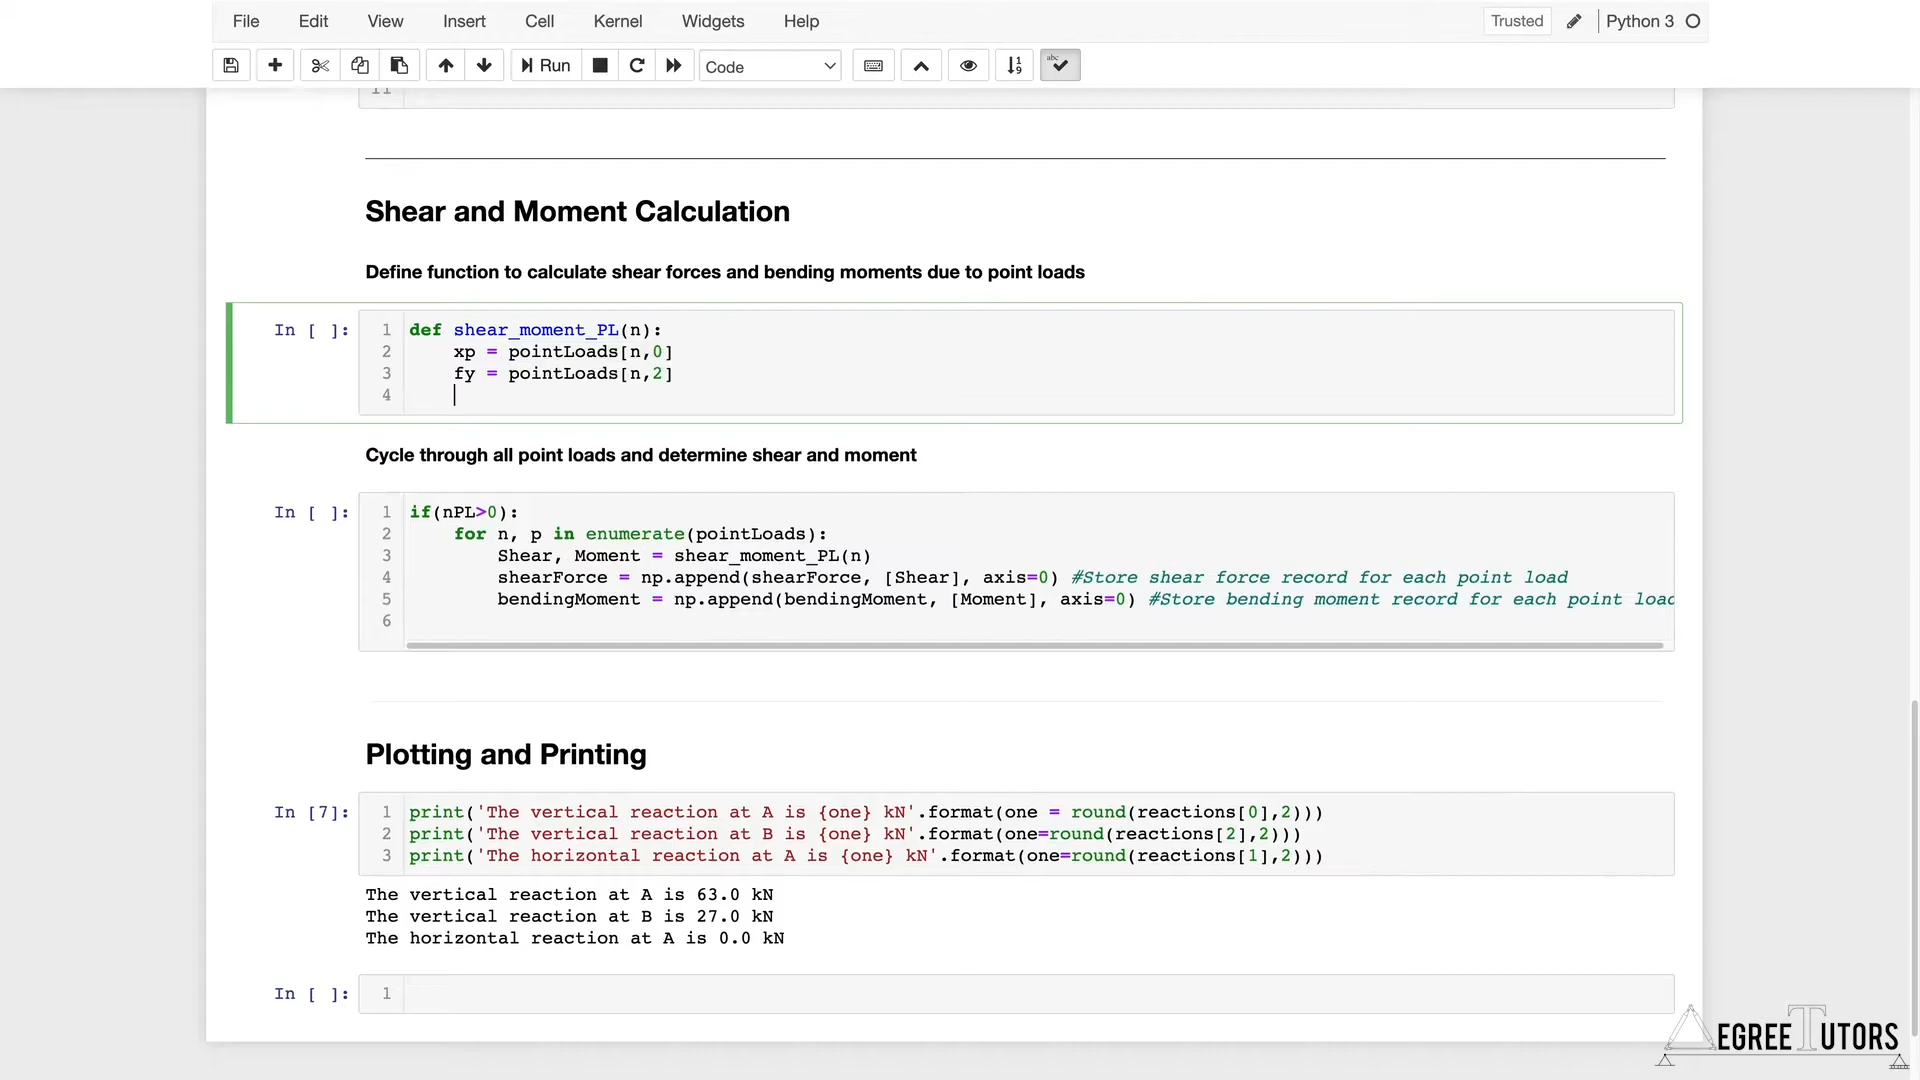 File Edit View Insert Cell Kernel Widgets Help Trusted Python 3
Run Code
11
Shear and Moment Calculation
Define function to calculate shear forces and bending moments due to point loads
In [ ]: 1 def shear_moment_PL(n):
2 xp = pointLoads[n,0]
3 fy = pointLoads[n,2]
4
Cycle through all point loads and determine shear and moment
In [ ]: 1 if(nPL>0):
2 for n, p in enumerate(pointLoads):
3 Shear, Moment = shear_moment_PL(n)
4 shearForce = np.append(shearForce, [Shear], axis=0) #Store shear force record for each point load
5 bendingMoment = np.append(bendingMoment, [Moment], axis=0) #Store bending moment record for each point loa
6
Plotting and Printing
In [7]: 1 print('The vertical reaction at A is {one} kN'.format(one = round(reactions[0],2)))
2 print('The vertical reaction at B is {one} kN'.format(one=round(reactions[2],2)))
3 print('The horizontal reaction at A is {one} kN'.format(one=round(reactions[1],2)))
The vertical reaction at A is 63.0 kN
The vertical reaction at B is 27.0 kN
The horizontal reaction at A is 0.0 kN
In [ ]: 1
DEGREE TUTORS